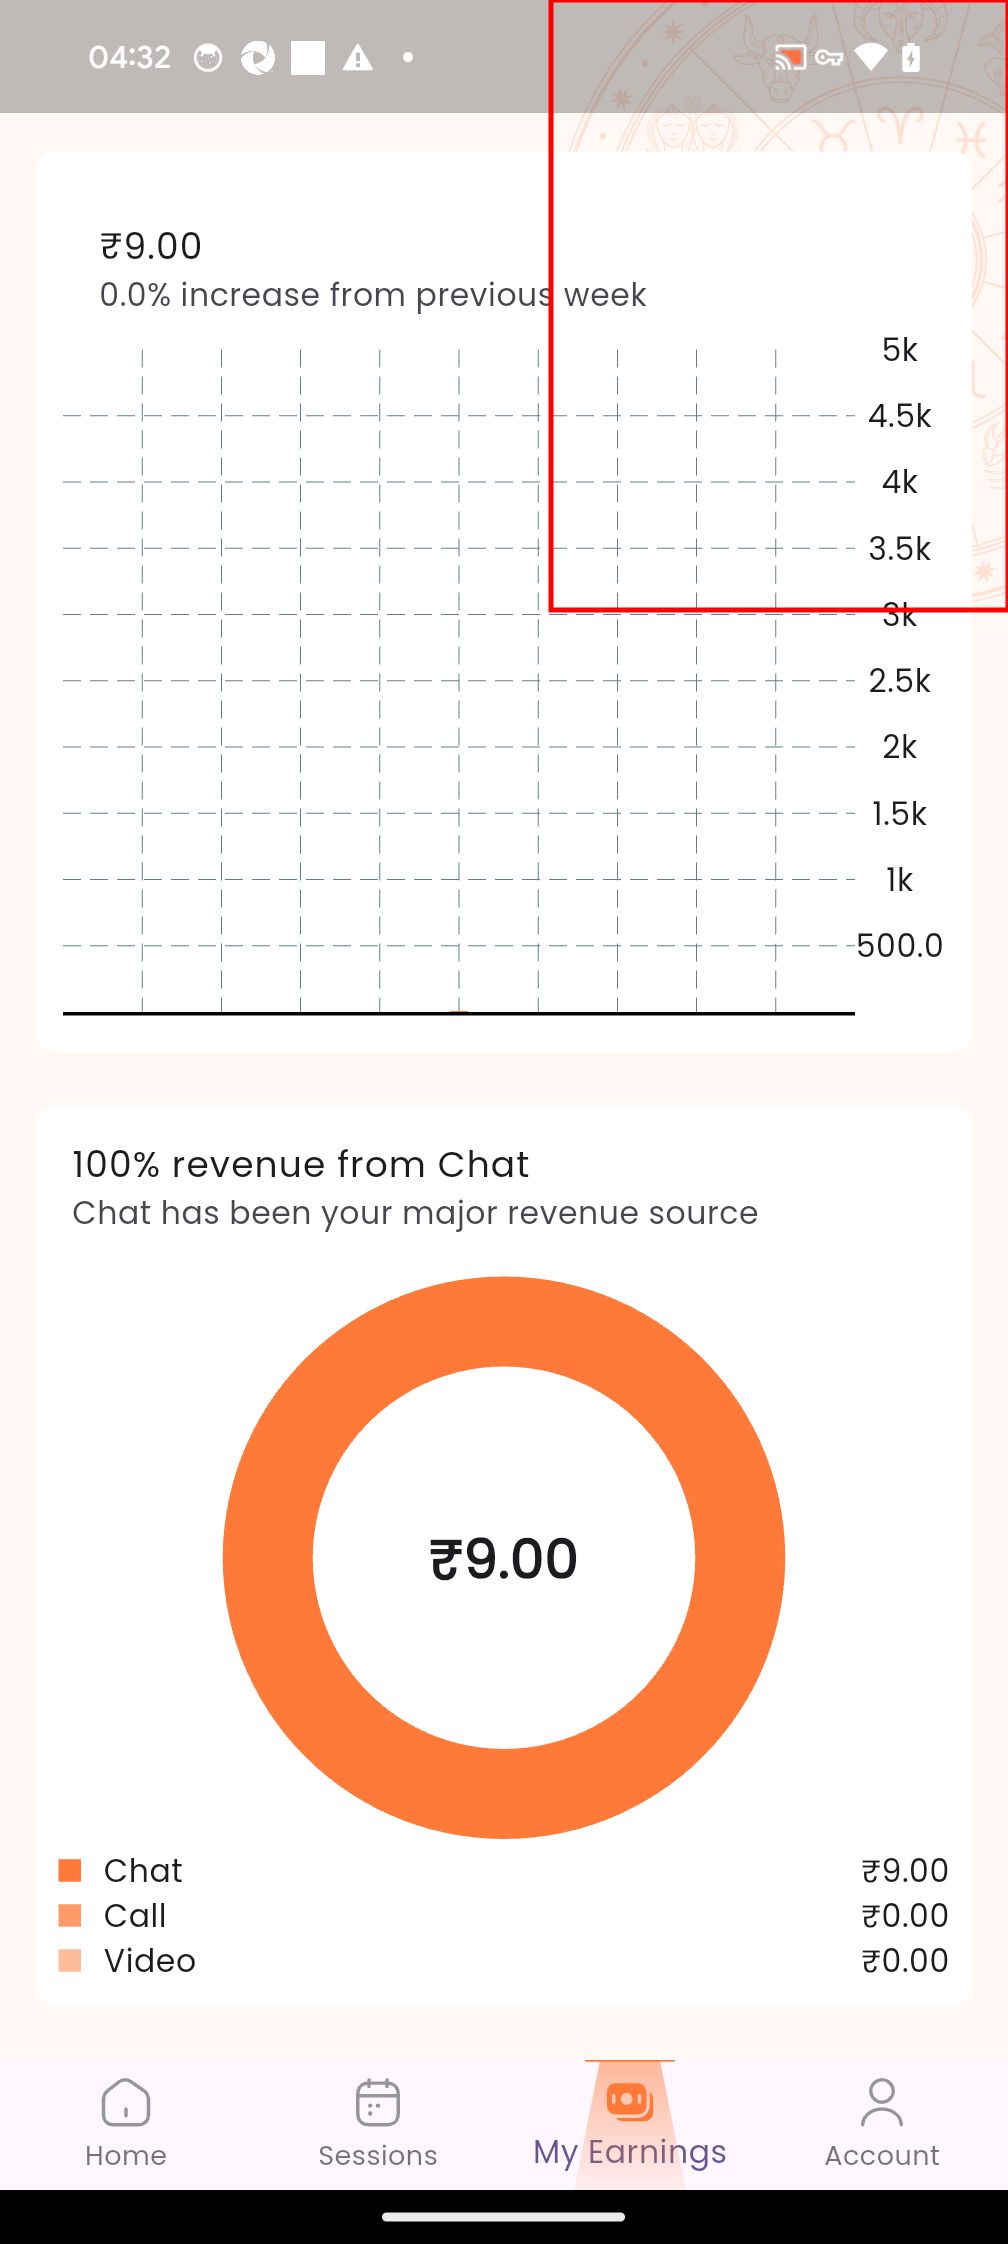 04:32
₹9.00
0.0% increase from previous week
5k
4.5k
4k
3.5k
3k
2.5k
2k
1.5k
1k
500.0
100% revenue from Chat
Chat has been your major revenue source
₹9.00
Chat ₹9.00
Call ₹0.00
Video ₹0.00
Home Sessions My Earnings Account